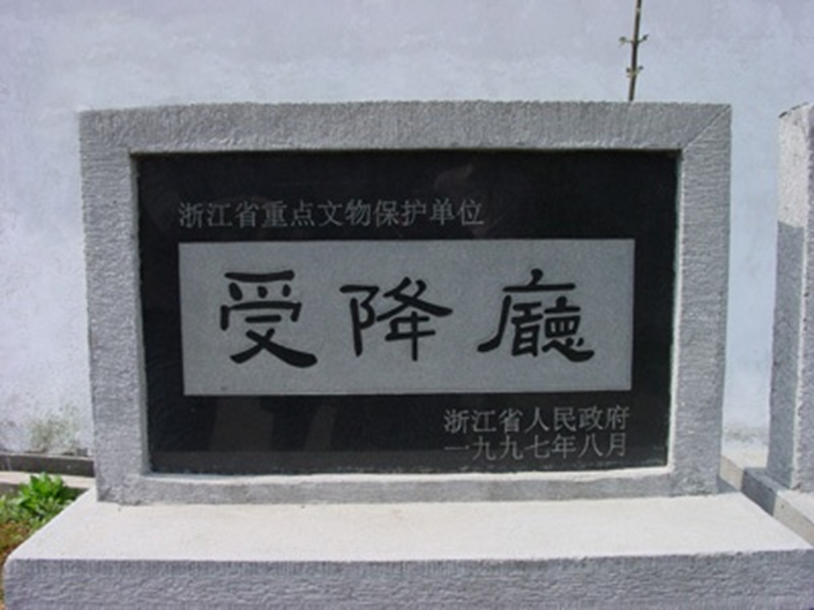 浙江省重点文物保护单位
受降廳
浙江省人民政府
一九九七年八月